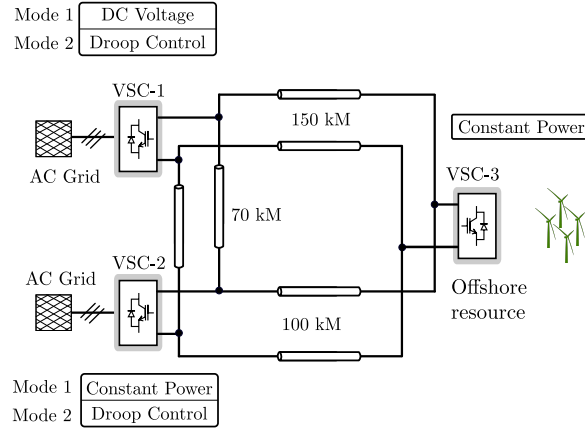 Mode 1 DC Voltage
Mode 2 Droop Control
VSC-1
150 kM
Constant Power
AC Grid
VSC-3
70 kM
VSC-2
AC Grid
Offshore
resource
100 kM
Mode 1 Constant Power
Mode 2 Droop Control